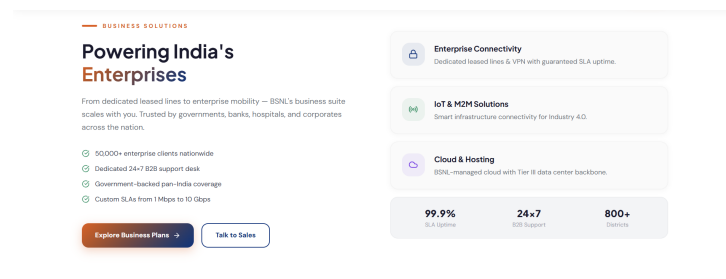 BUSINESS SOLUTIONS
Powering India's
Enterprises
From dedicated leased lines to enterprise mobility — BSNL's business suite
scales with you. Trusted by governments, banks, hospitals, and corporates
across the nation.
50,000+ enterprise clients nationwide
Dedicated 24×7 B2B support desk
Government-backed pan-India coverage
Custom SLAs from 1 Mbps to 10 Gbps
Explore Business Plans →
Talk to Sales
Enterprise Connectivity
Dedicated leased lines & VPN with guaranteed SLA uptime.
IoT & M2M Solutions
Smart infrastructure connectivity for Industry 4.0.
Cloud & Hosting
BSNL-managed cloud with Tier III data center backbone.
99.9% 24×7 800+
SLA Uptime B2B Support Districts